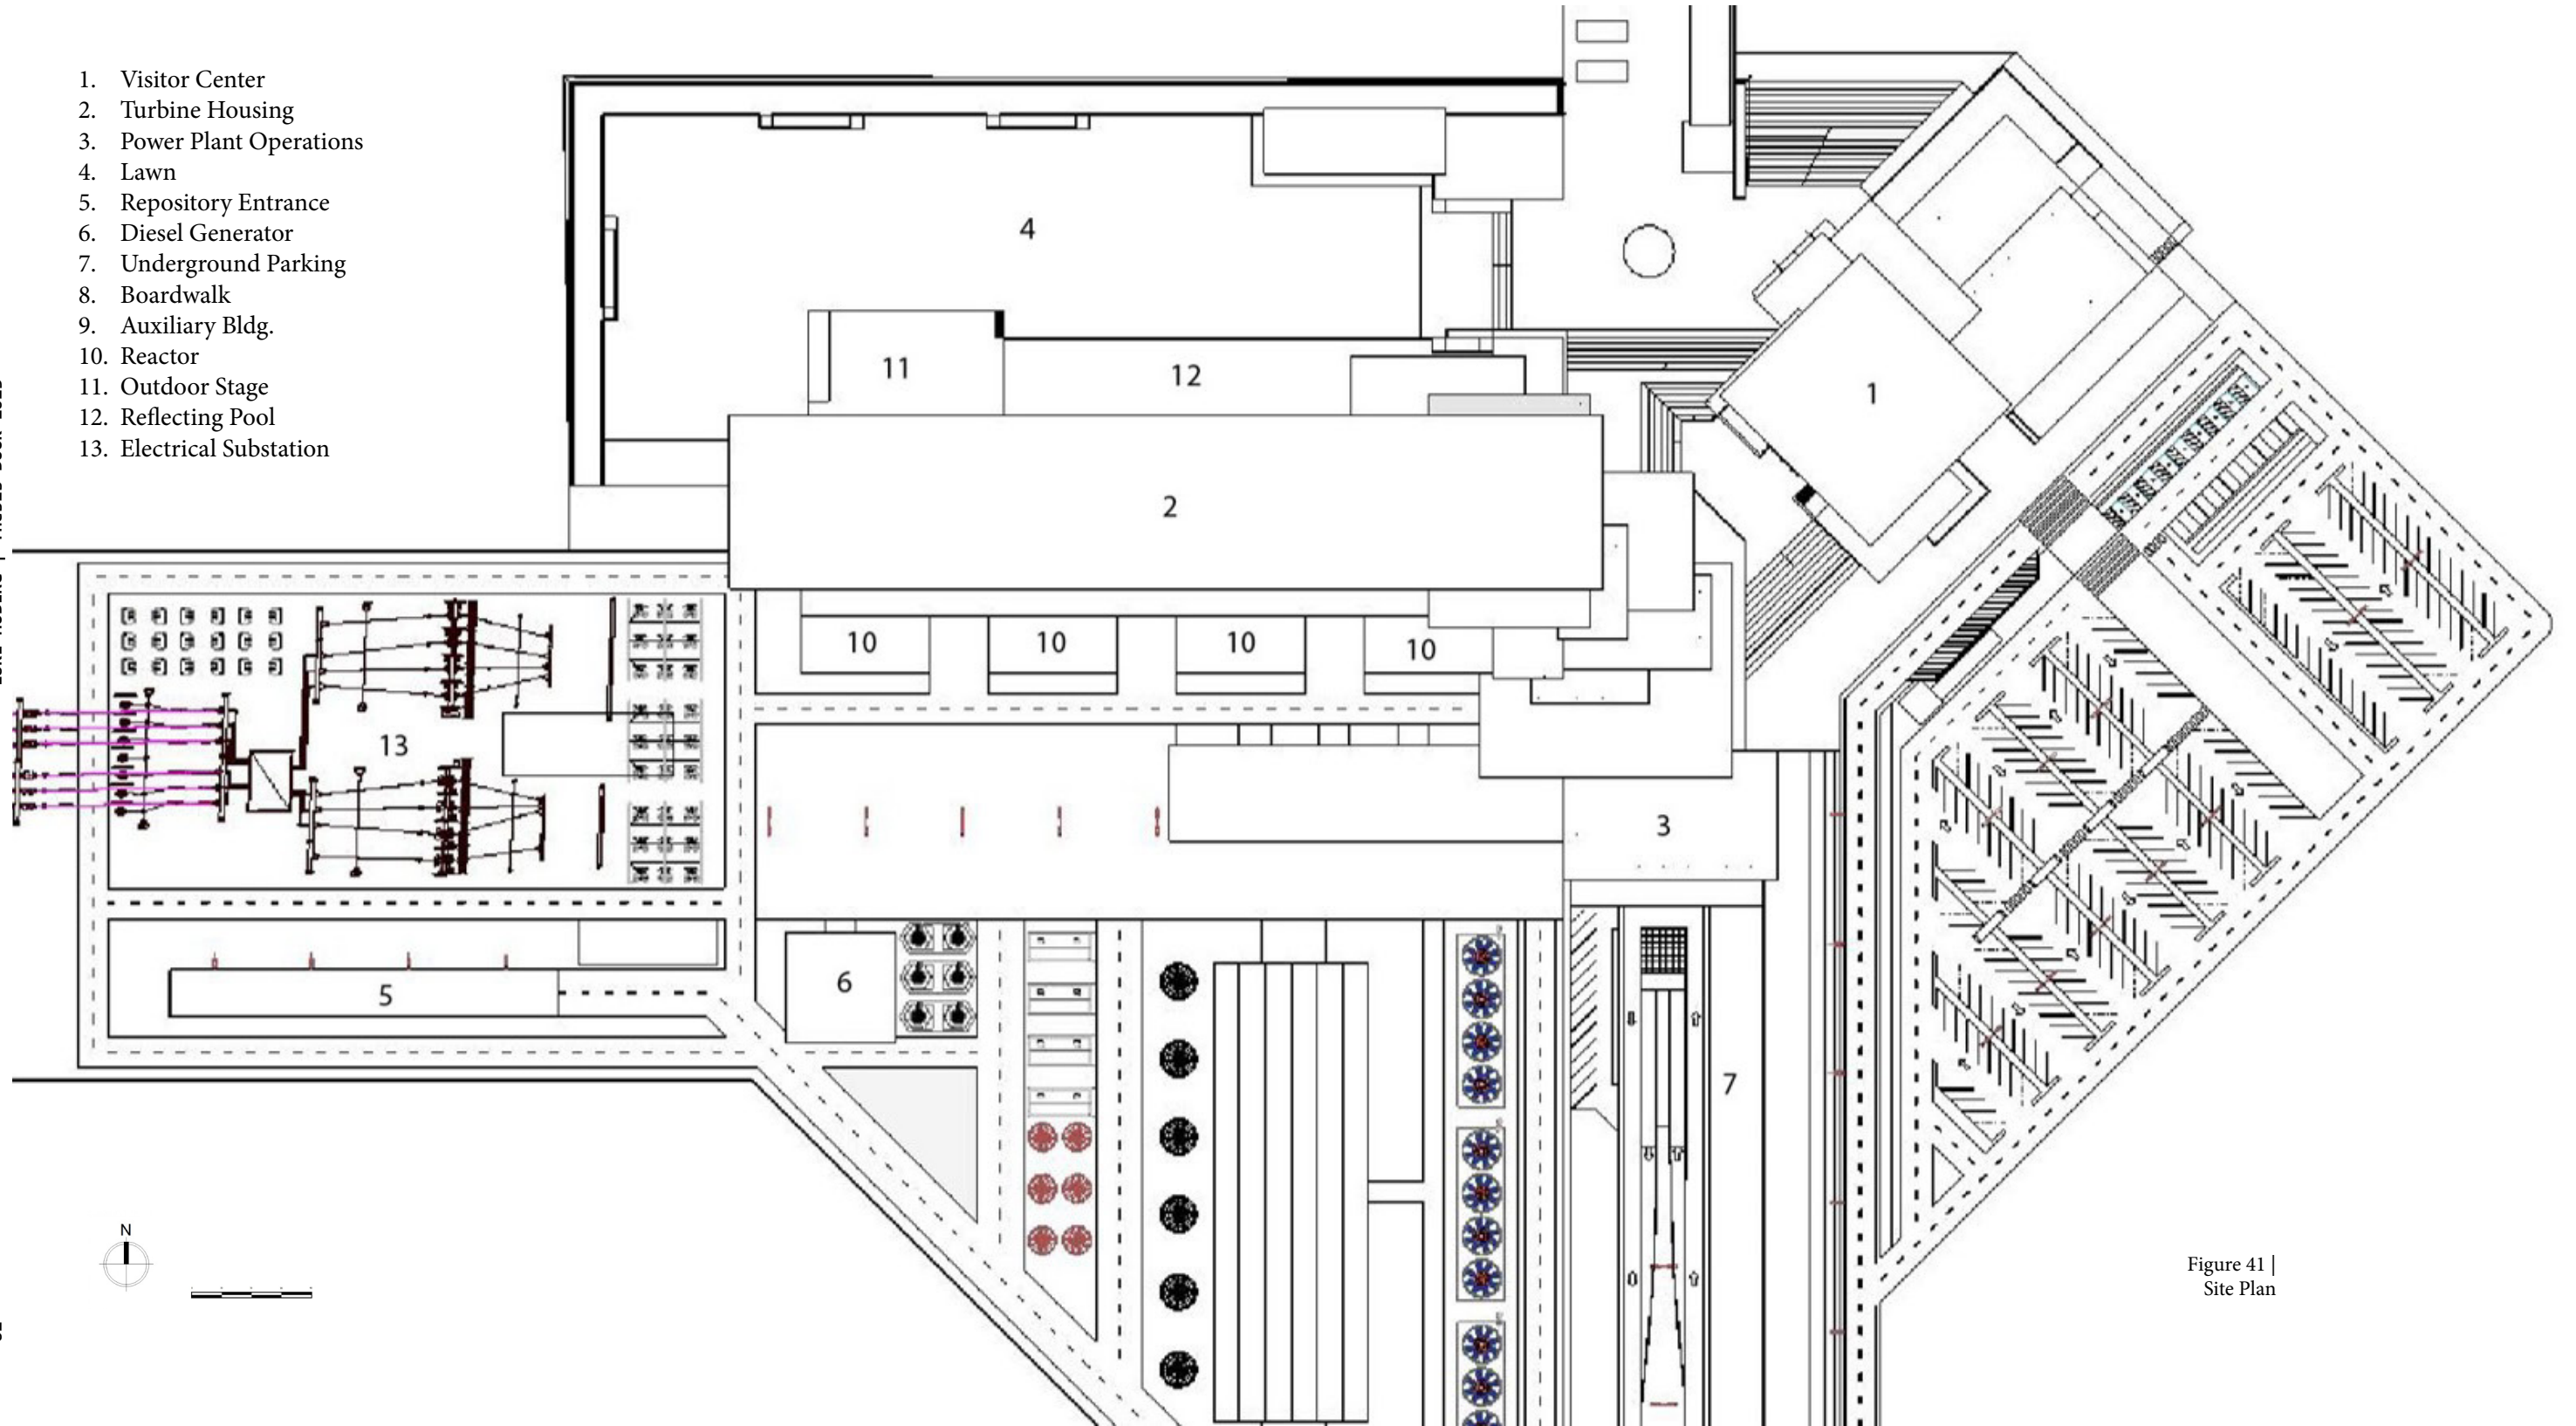 1. Visitor Center
2. Turbine Housing
3. Power Plant Operations
4. Lawn
5. Repository Entrance
6. Diesel Generator
7. Underground Parking
8. Boardwalk
9. Auxiliary Bldg.
10. Reactor
11. Outdoor Stage
12. Reflecting Pool
13. Electrical Substation
4
11
12
1
2
10
10
10
10
13
3
5
6
7
N
Figure 41 |
Site Plan